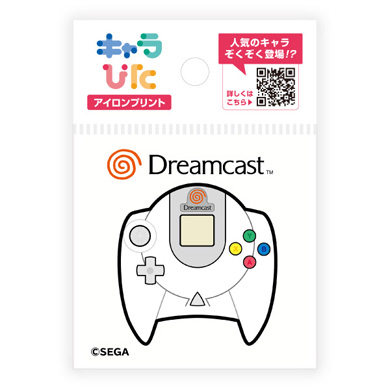 キャラ
ぴた
アイロンプリント
人気のキャラ
ぞくぞく登場!?
詳しくは
こちら▶
Dreamcast™
Dreamcast
Y
X
B
A
©SEGA